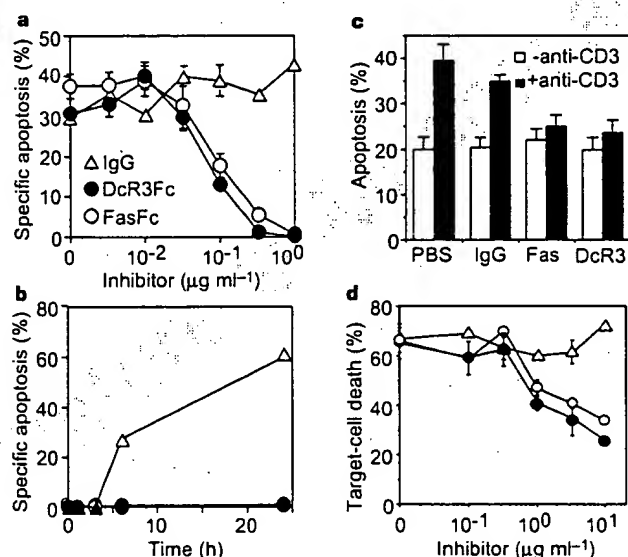 a
Specific apoptosis (%)
50
40
30
20
10
0
IgG
DcR3Fc
FasFc
0 10⁻² 10⁻¹ 10⁰
Inhibitor (μg ml⁻¹)
b
Specific apoptosis (%)
80
60
40
20
0
0 10 20
Time (h)
c
Apoptosis (%)
40
30
20
10
0
-anti-CD3
+anti-CD3
PBS IgG Fas DcR3
d
Target-cell death (%)
80
60
40
20
0 10⁻¹ 10⁰ 10¹
Inhibitor (μg ml⁻¹)